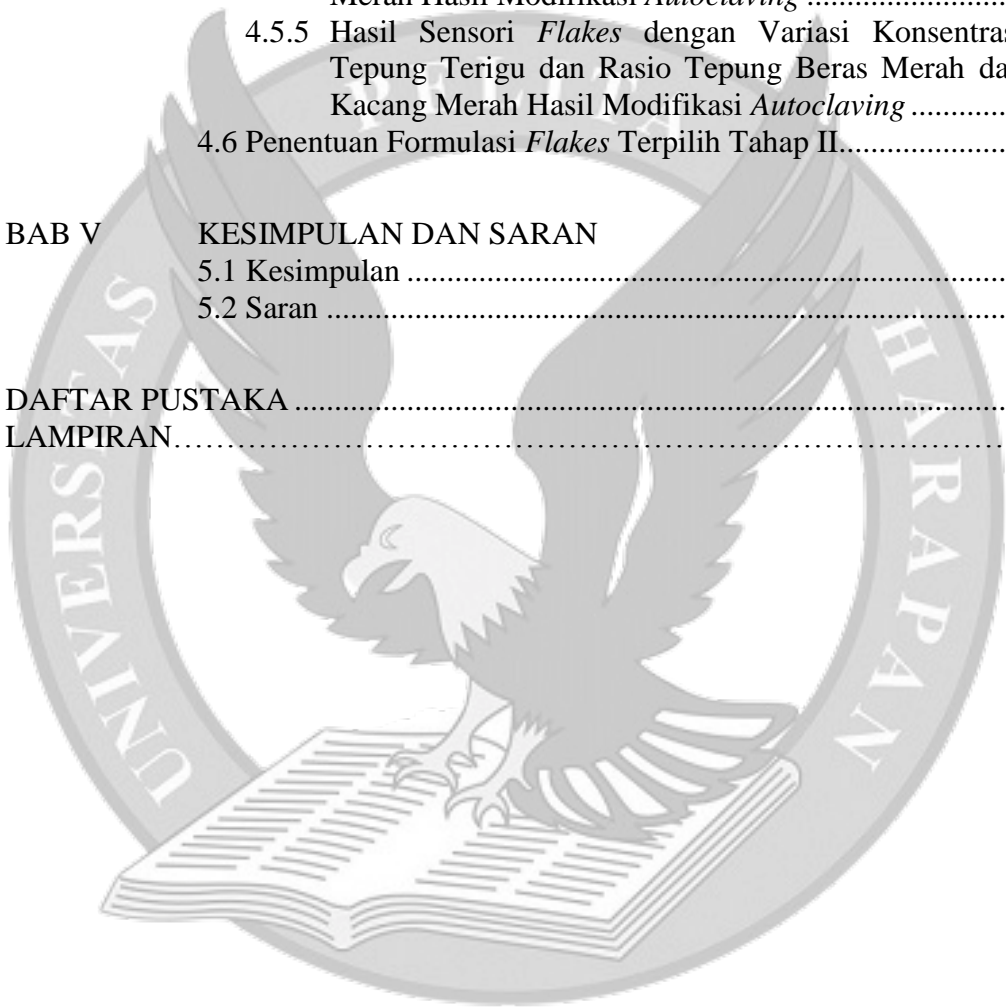 Merah Hasil Modifikasi Autoclaving ..............
4.5.5 Hasil Sensori Flakes dengan Variasi
Tepung Terigu dan Rasio Tepung Beras Merah
Kacang Merah Hasil Modifikasi Autoclaving ..............
4.6 Penentuan Formulasi Flakes Terpilih Tahap II......................
BAB V KESIMPULAN DAN SARAN
5.1 Kesimpulan ....................................................................
5.2 Saran ..............................................................................
DAFTAR PUSTAKA ..................................................................
LAMPIRAN……………………………………………………………
UNIVERSITAS PELITA HARAPAN